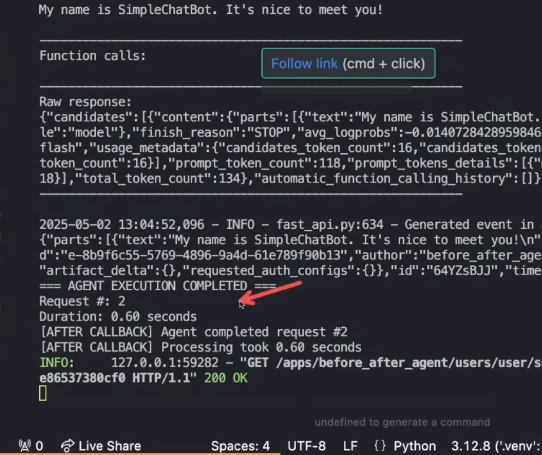 My name is SimpleChatBot. It's nice to meet you!
Function calls:
Follow link (cmd + click)
Raw response:
{"candidates":[{"content":{"parts":[{"text":"My name is SimpleChatBot.
le":"model"},"finish_reason":"STOP","avg_logprobs":-0.0140728428959846
flash","usage_metadata":{"candidates_token_count":16,"candidates_token
token_count":16}],"prompt_token_count":118,"prompt_tokens_details":[{"
18}],"total_token_count":134},"automatic_function_calling_history":[]}
2025-05-02 13:04:52,096 - INFO - fast_api.py:634 - Generated event in
{"parts":[{"text":"My name is SimpleChatBot. It's nice to meet you!\n"
d":"e-8b9f6c55-5769-4896-9a4d-61e789f90b13","author":"before_after_age
"artifact_delta":{},"requested_auth_configs":{}},"id":"64YZsBJJ","time
=== AGENT EXECUTION COMPLETED ===
Request #: 2
Duration: 0.60 seconds
[AFTER CALLBACK] Agent completed request #2
[AFTER CALLBACK] Processing took 0.60 seconds
INFO: 127.0.0.1:59282 - "GET /apps/before_after_agent/users/user/se
e86537380cf0 HTTP/1.1" 200 OK
undefined to generate a command
0 Live Share Spaces: 4 UTF-8 LF {} Python 3.12.8 ('.venv':